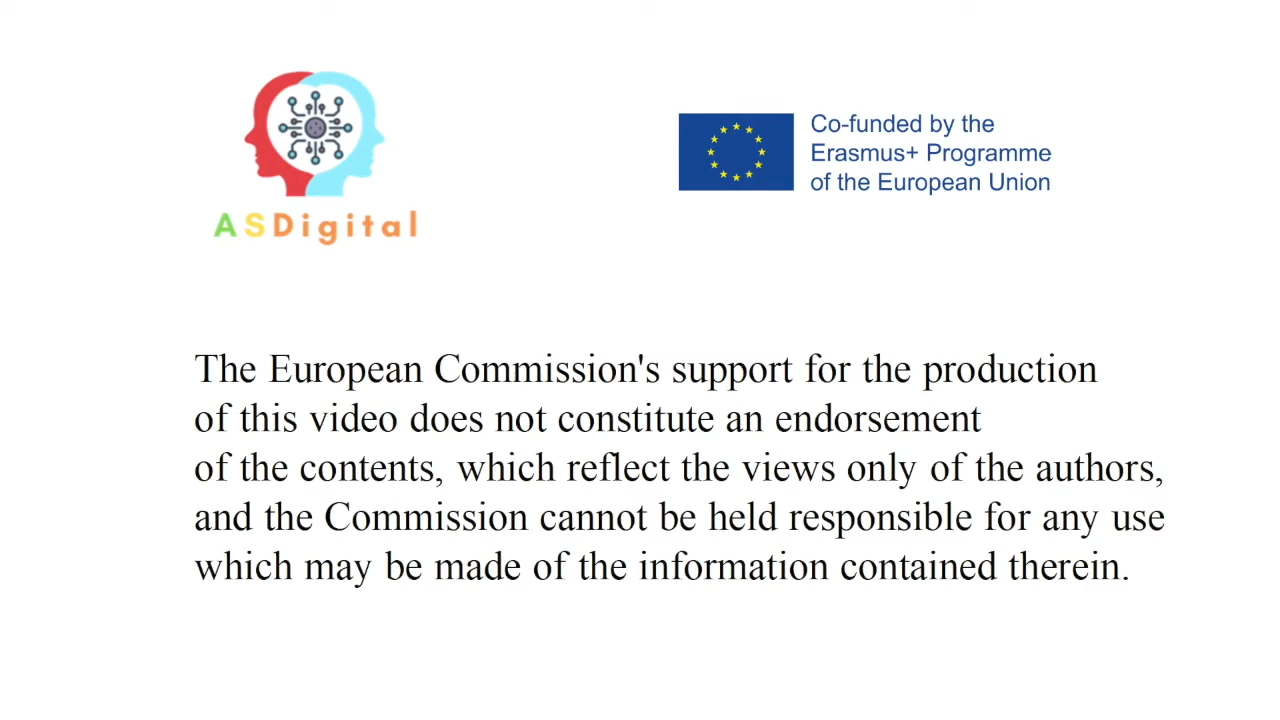 ASDigital
Co-funded by the
Erasmus+ Programme
of the European Union
The European Commission's support for the production
of this video does not constitute an endorsement
of the contents, which reflect the views only of the authors,
and the Commission cannot be held responsible for any use
which may be made of the information contained therein.